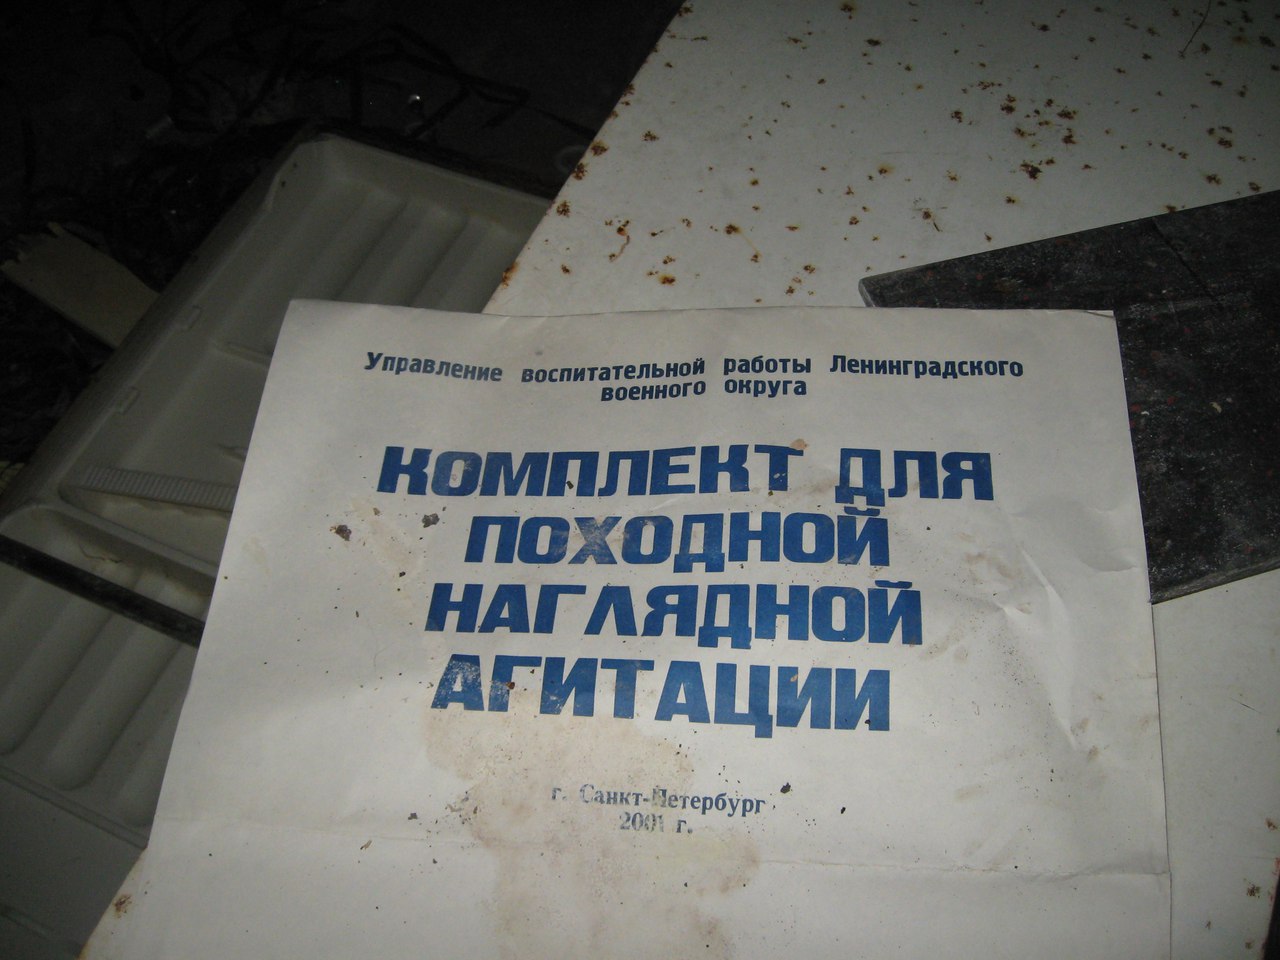 Управление воспитательной работы Ленинградского
военного округа
КОМПЛЕКТ ДЛЯ
ПОХОДНОЙ
НАГЛЯДНОЙ
АГИТАЦИИ
г. Санкт-Петербург
2001 г.